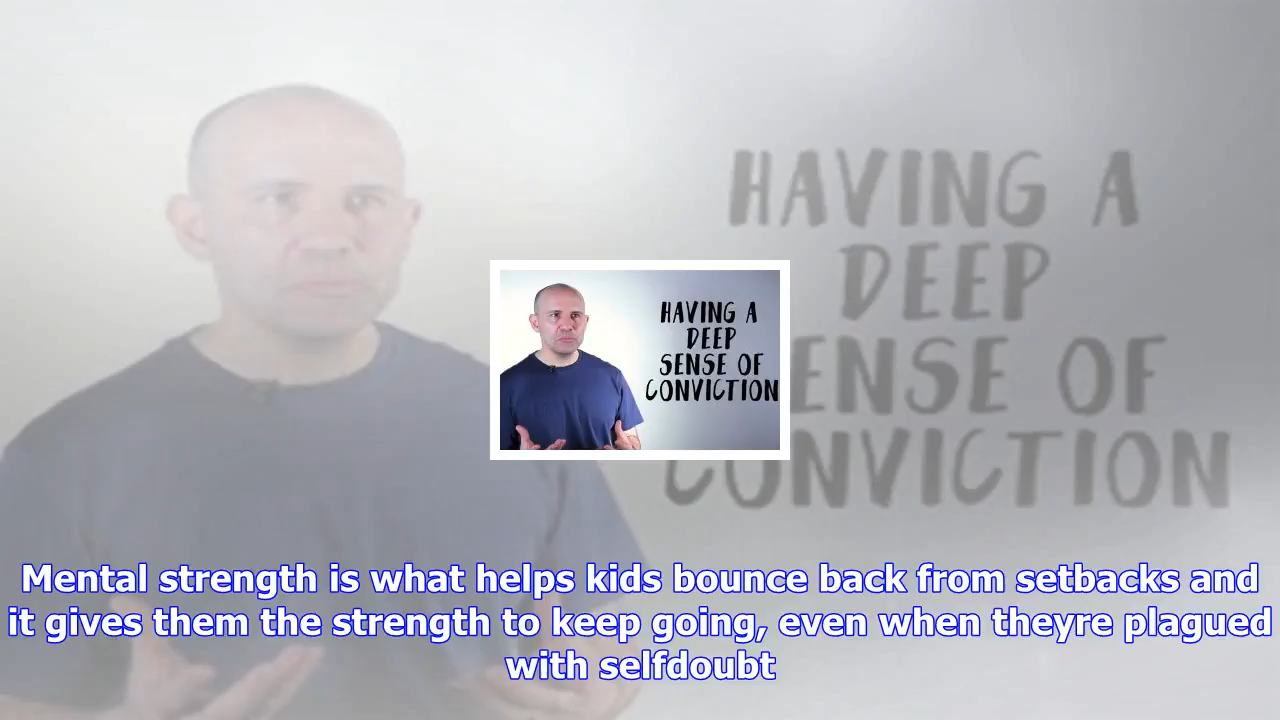 HAVING A
DEEP
SENSE OF
CONVICTION
HAVING A
DEEP
ENSE OF
CONVICTION
Mental strength is what helps kids bounce back from setbacks and
it gives them the strength to keep going, even when theyre plagued
with selfdoubt